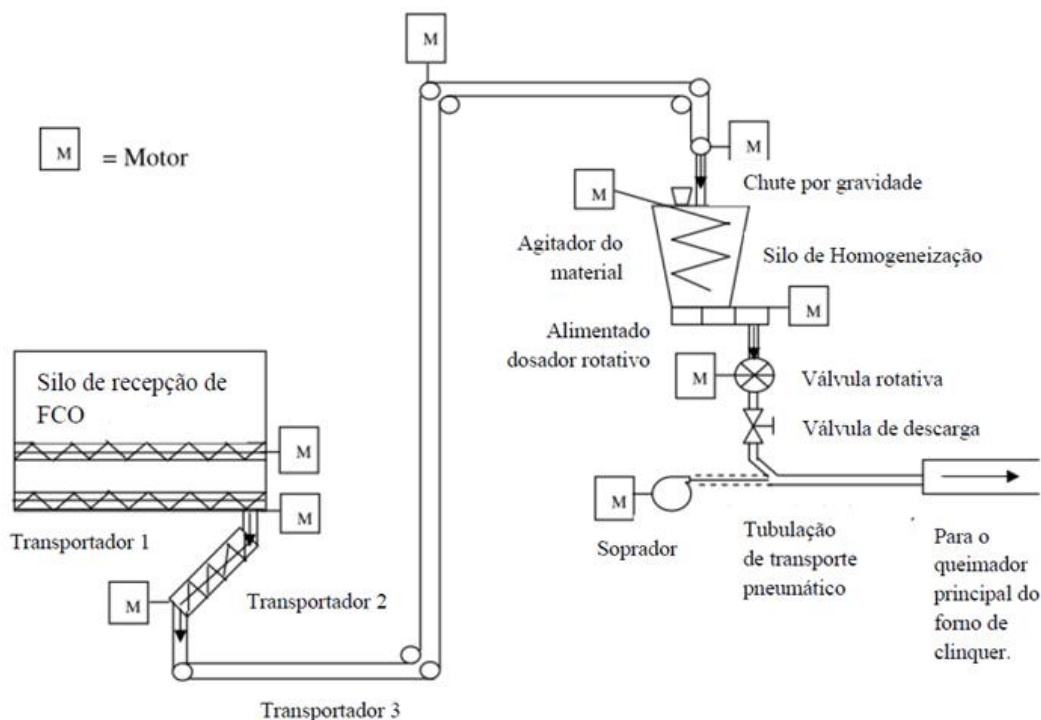 M
M
= Motor
M
Chute por gravidade
M
Agitador do
material
Silo de Homogeneização
M
Alimentado
dosador rotativo
Silo de recepção de
FCO
M
Válvula rotativa
Válvula de descarga
M
M
M
Soprador
Tubulação
de transporte
pneumático
Para o
queimador
principal do
forno de
clinquer.
Transportador 1
M
Transportador 2
Transportador 3